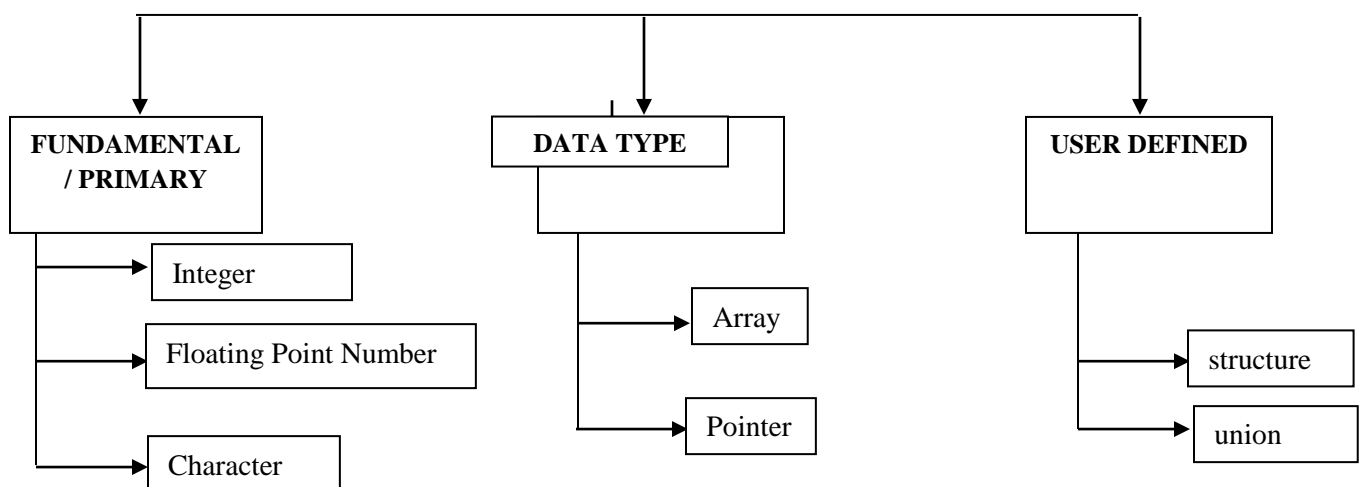 FUNDAMENTAL
/ PRIMARY
DATA TYPE
USER DEFINED
Integer
Floating Point Number
Character
Array
Pointer
structure
union